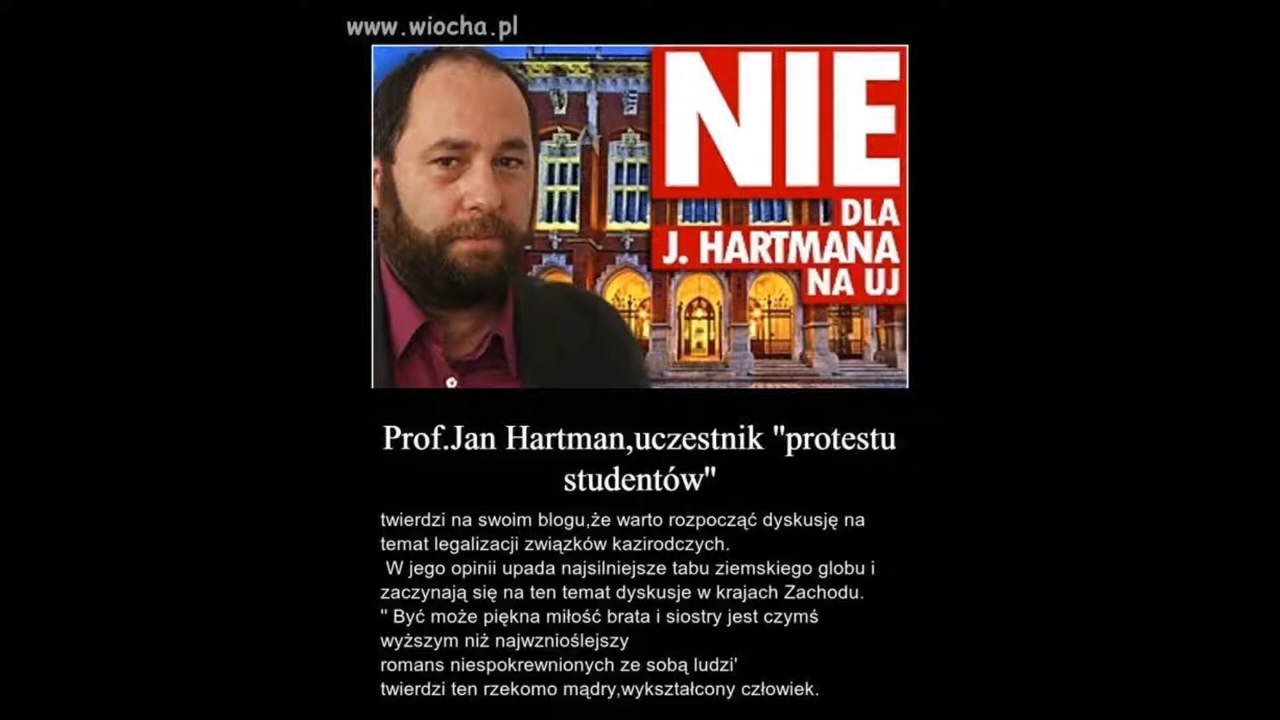 www.wiocha.pl
NIE
DLA
J. HARTMANA
NA UJ
Prof.Jan Hartman,uczestnik "protestu
studentów"
twierdzi na swoim blogu,że warto rozpocząć dyskusję na
temat legalizacji związków kazirodczych.
W jego opinii upada najsilniejsze tabu ziemskiego globu i
zaczynają się na ten temat dyskusje w krajach Zachodu.
" Być może piękna miłość brata i siostry jest czymś
wyższym niż najwznioślejszy
romans niespokrewnionych ze sobą ludzi'
twierdzi ten rzekomo mądry,wykształcony człowiek.